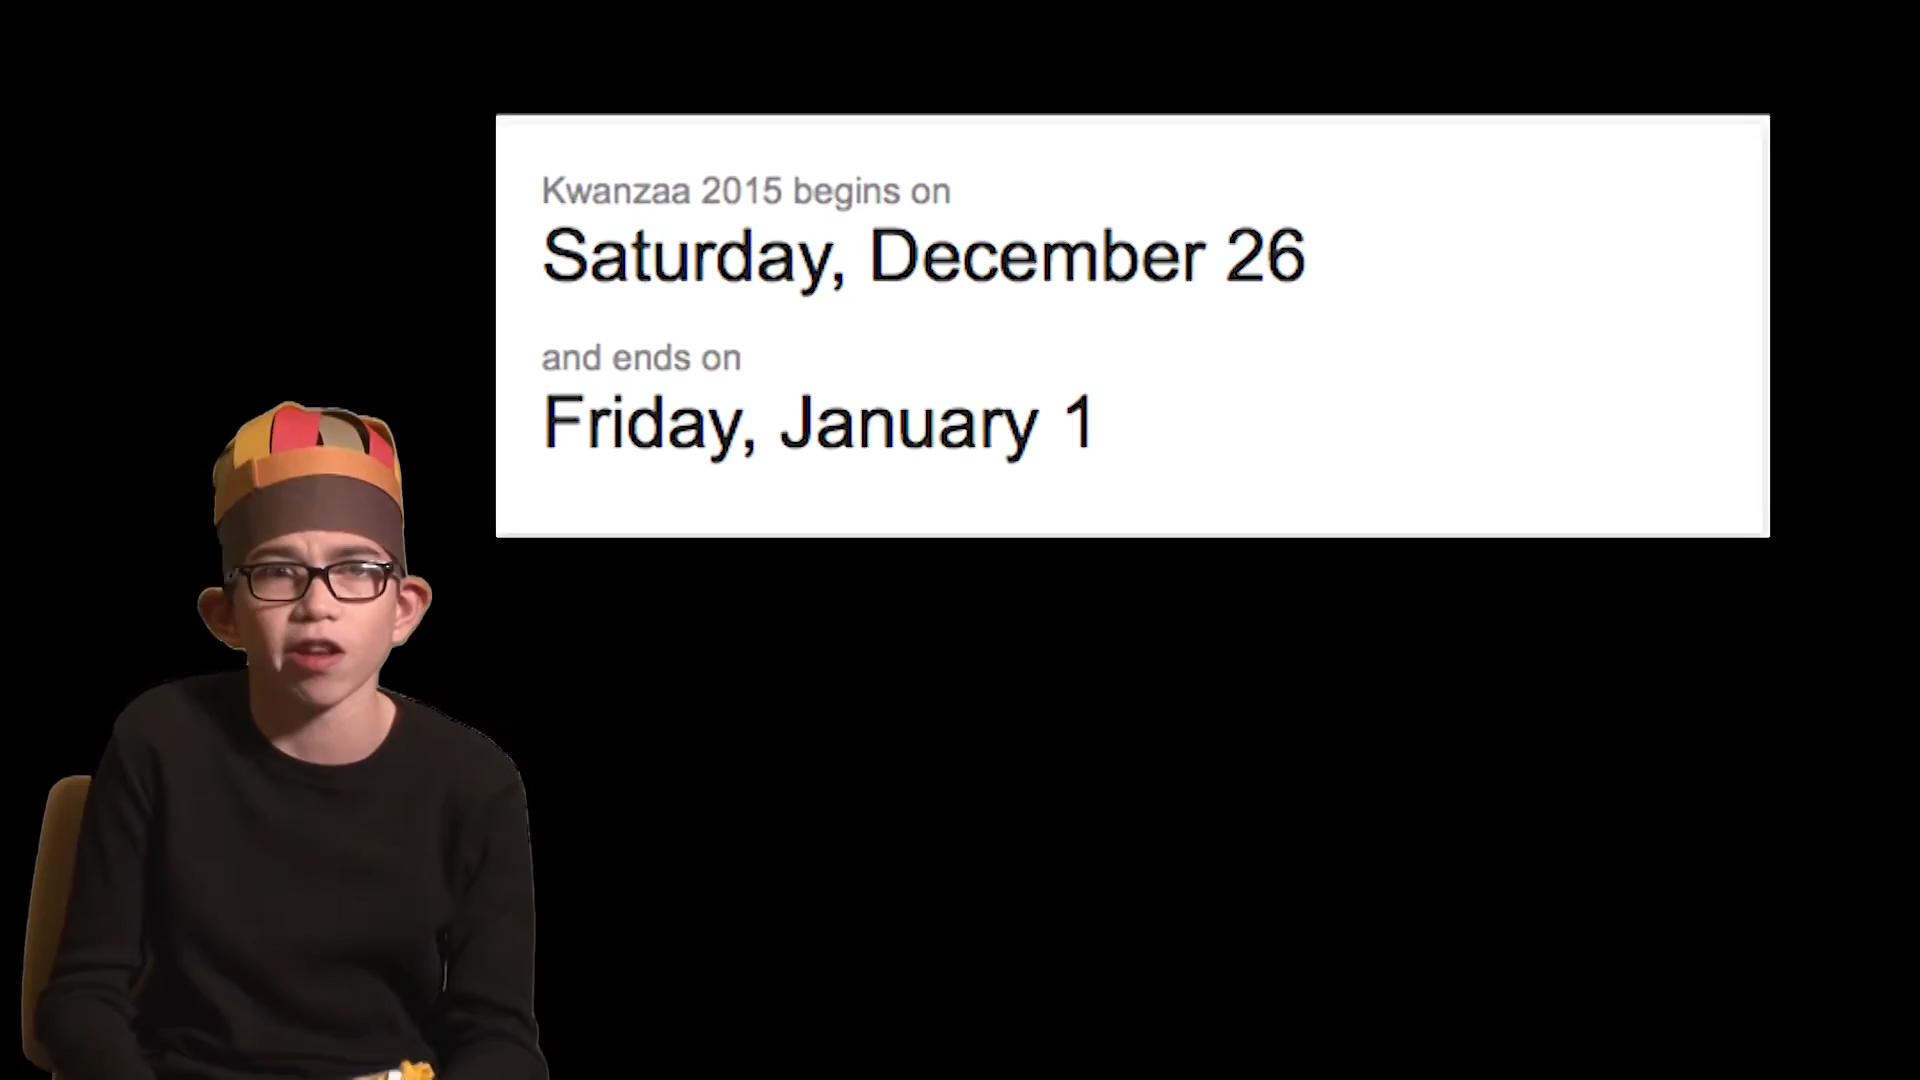 Kwanzaa 2015 begins on
Saturday, December 26
and ends on
Friday, January 1